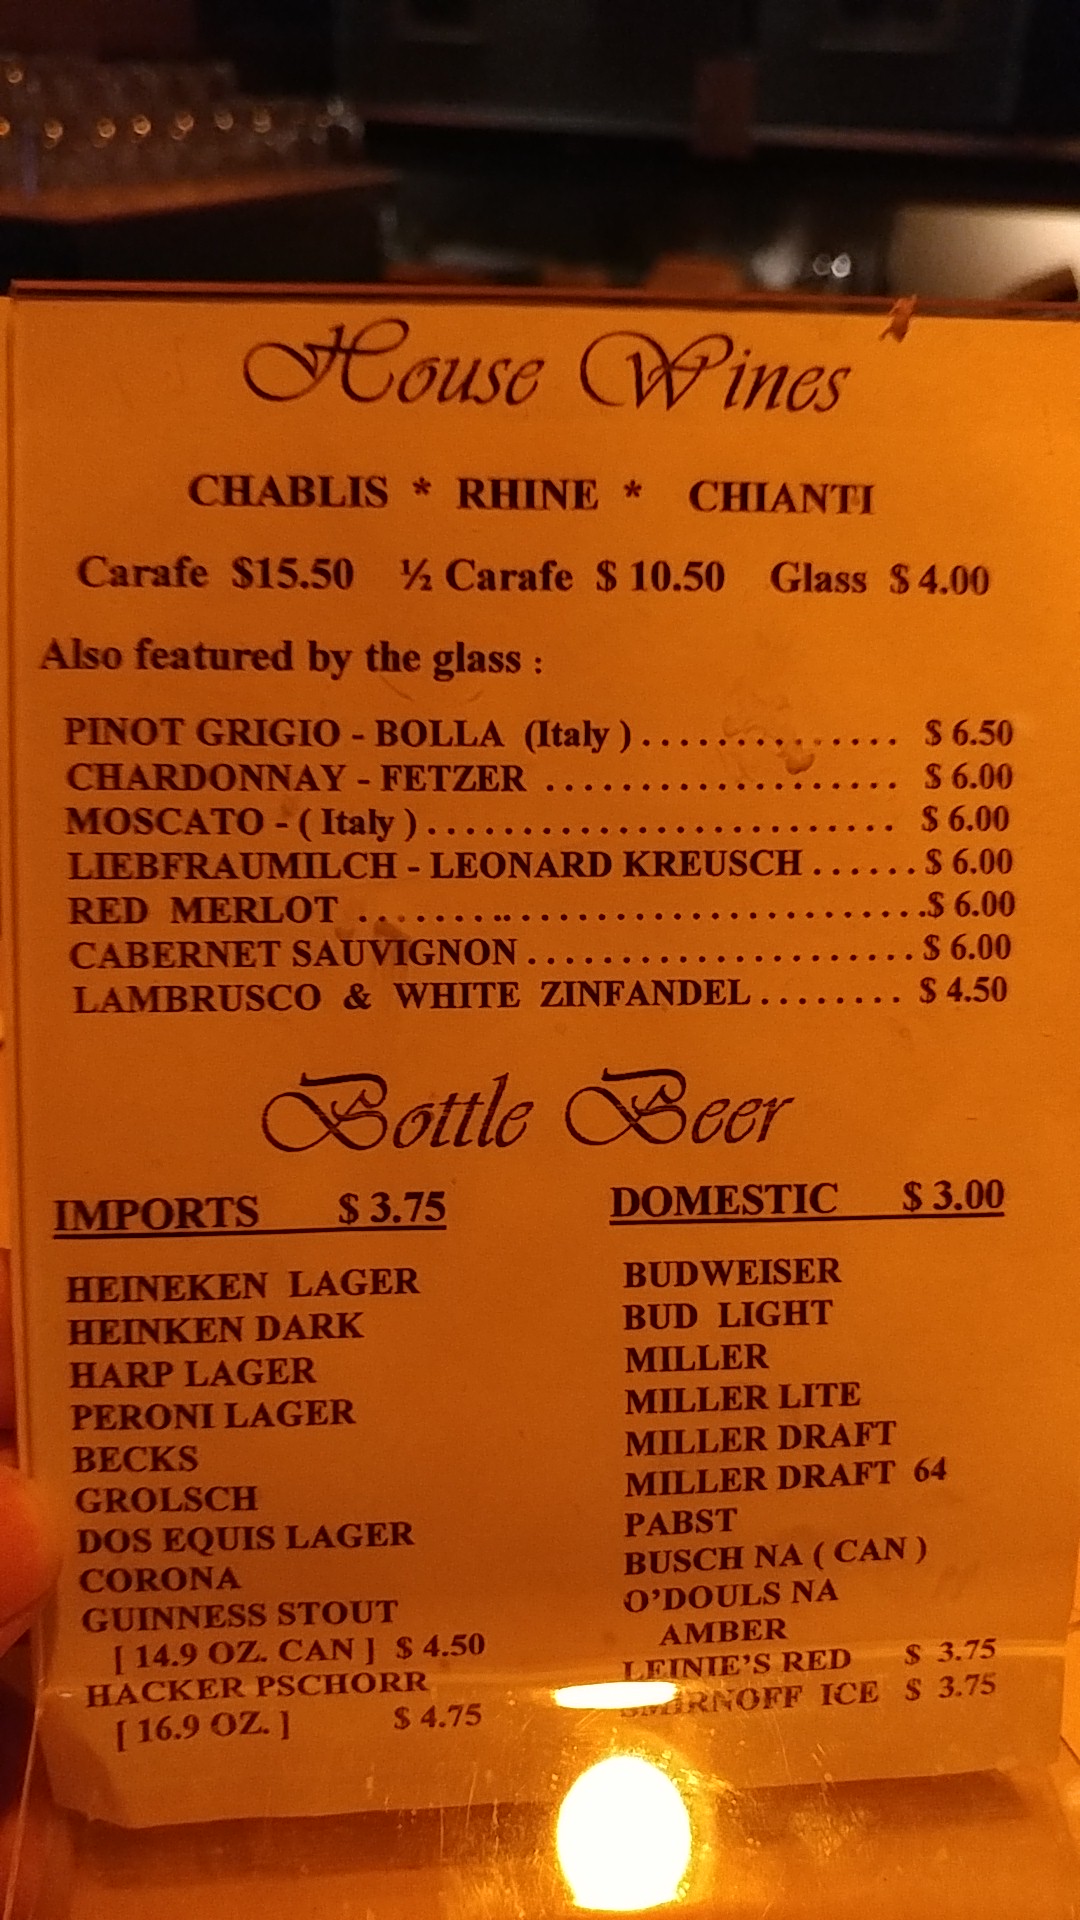 House Wines
CHABLIS * RHINE * CHIANTI
Carafe $15.50 ½ Carafe $ 10.50 Glass $ 4.00
Also featured by the glass :
PINOT GRIGIO - BOLLA (Italy ).............. $ 6.50
CHARDONNAY - FETZER ................... $ 6.00
MOSCATO - ( Italy ).......................... $ 6.00
LIEBFRAUMILCH - LEONARD KREUSCH ...... $ 6.00
RED MERLOT ..................................$ 6.00
CABERNET SAUVIGNON ..................... $ 6.00
LAMBRUSCO & WHITE ZINFANDEL ........ $ 4.50
Bottle Beer
IMPORTS $ 3.75
HEINEKEN LAGER
HEINKEN DARK
HARP LAGER
PERONI LAGER
BECKS
GROLSCH
DOS EQUIS LAGER
CORONA
GUINNESS STOUT
[ 14.9 OZ. CAN ] $ 4.50
HACKER PSCHORR
[ 16.9 OZ. ] $ 4.75
DOMESTIC $ 3.00
BUDWEISER
BUD LIGHT
MILLER
MILLER LITE
MILLER DRAFT
MILLER DRAFT 64
PABST
BUSCH NA ( CAN )
O'DOULS NA
AMBER
LEINIE'S RED $ 3.75
SMIRNOFF ICE $ 3.75